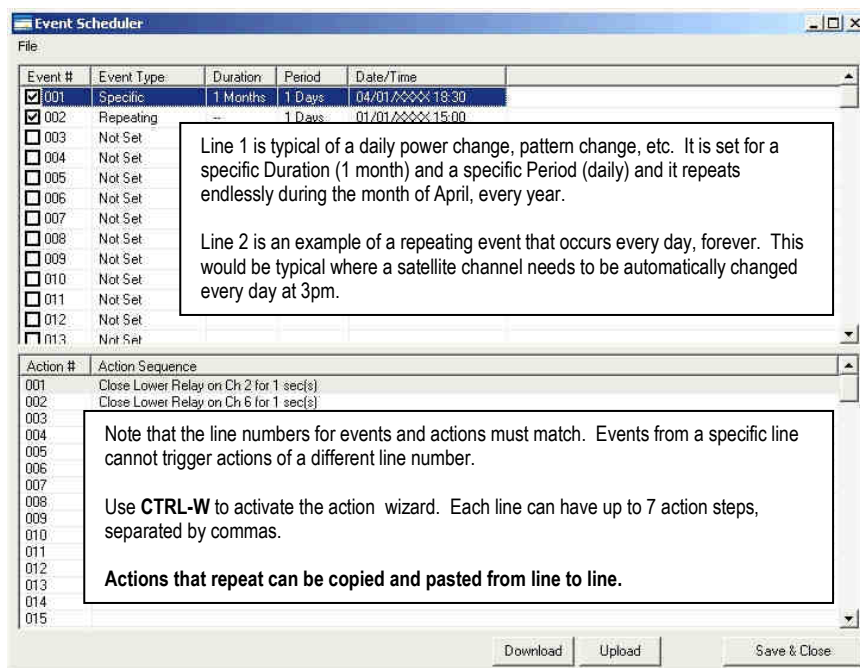 Event Scheduler
File
Event # Event Type Duration Period Date/Time
001 Specific 1 Months 1 Days 04/01/XXXX 18:30
002 Repeating -- 1 Days 01/01/XXXX 15:00
003 Not Set
004 Not Set
005 Not Set
006 Not Set
007 Not Set
008 Not Set
009 Not Set
010 Not Set
011 Not Set
012 Not Set
013 Not Set
Line 1 is typical of a daily power change, pattern change, etc. It is set for a
specific Duration (1 month) and a specific Period (daily) and it repeats
endlessly during the month of April, every year.
Line 2 is an example of a repeating event that occurs every day, forever. This
would be typical where a satellite channel needs to be automatically changed
every day at 3pm.
Action # Action Sequence
001 Close Lower Relay on Ch 2 for 1 sec(s)
002 Close Lower Relay on Ch 6 for 1 sec(s)
003
004
005
006
007
008
009
010
011
012
013
014
015
Note that the line numbers for events and actions must match. Events from a specific line
cannot trigger actions of a different line number.
Use CTRL-W to activate the action wizard. Each line can have up to 7 action steps,
separated by commas.
Actions that repeat can be copied and pasted from line to line.
Download Upload Save & Close